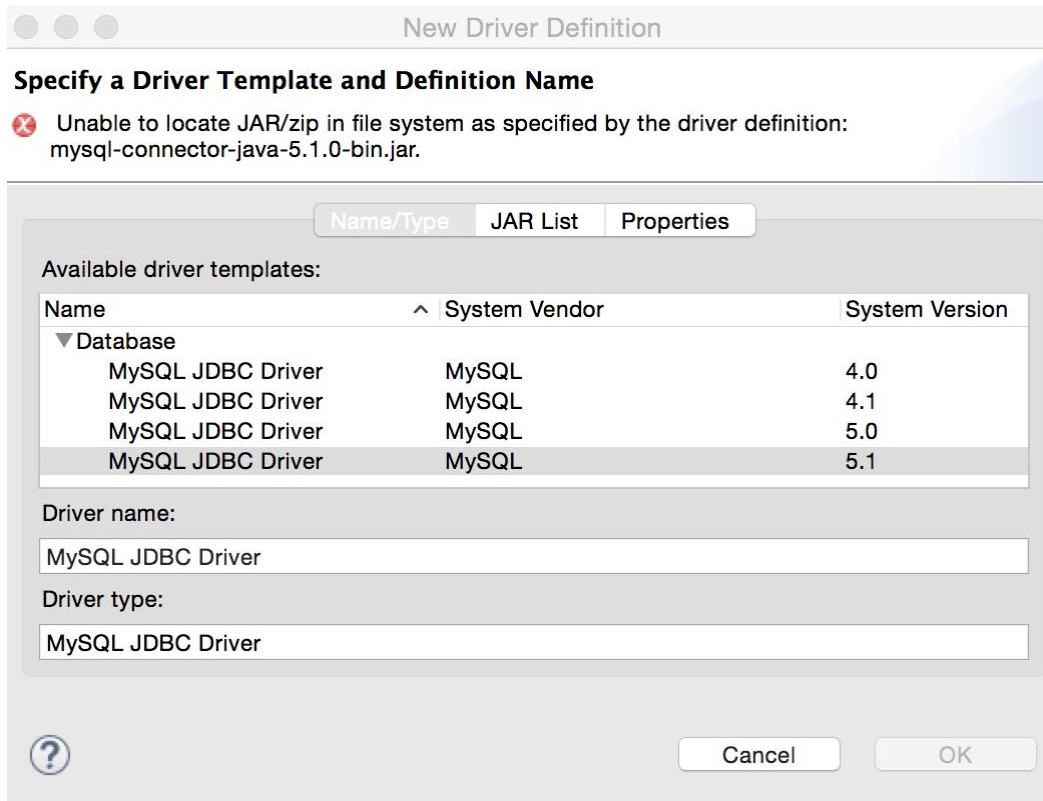 New Driver Definition
Specify a Driver Template and Definition Name
Unable to locate JAR/zip in file system as specified by the driver definition:
mysql-connector-java-5.1.0-bin.jar.
Name/Type JAR List Properties
Available driver templates:
Name System Vendor System Version
Database
MySQL JDBC Driver MySQL 4.0
MySQL JDBC Driver MySQL 4.1
MySQL JDBC Driver MySQL 5.0
MySQL JDBC Driver MySQL 5.1
Driver name:
MySQL JDBC Driver
Driver type:
MySQL JDBC Driver
? Cancel OK